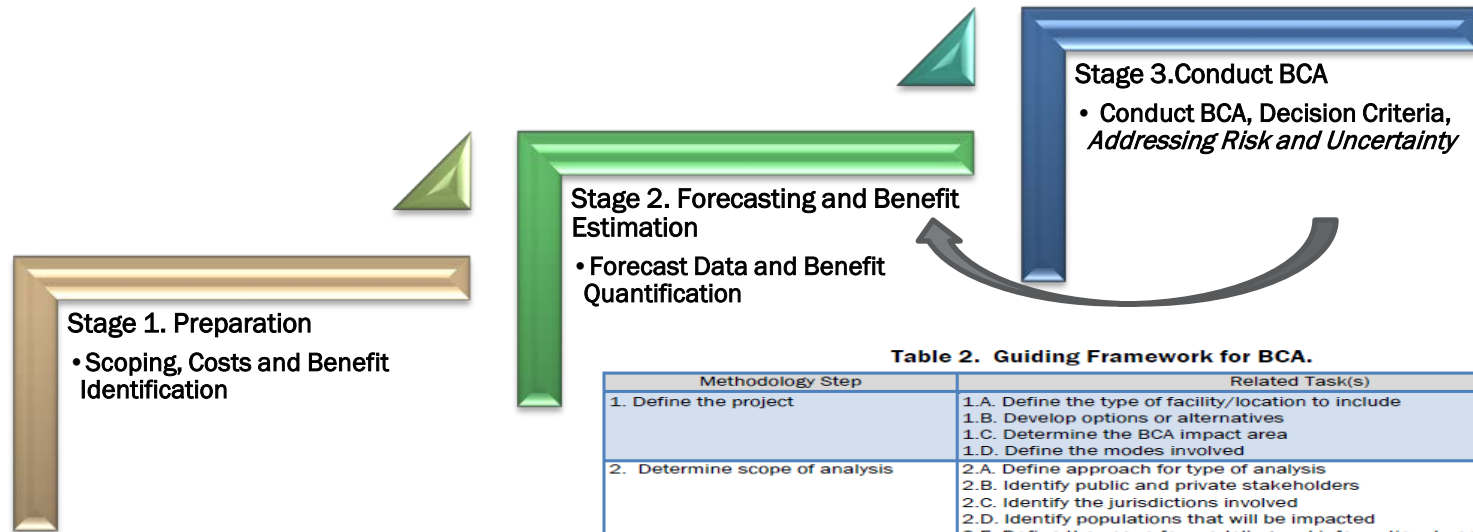 Stage 1. Preparation
• Scoping, Costs and Benefit
Identification
Stage 2. Forecasting and Benefit
Estimation
• Forecast Data and Benefit
Quantification
Stage 3.Conduct BCA
• Conduct BCA, Decision Criteria,
Addressing Risk and Uncertainty
Table 2. Guiding Framework for BCA.
Methodology Step Related Task(s)
1. Define the project 1.A. Define the type of facility/location to include
1.B. Develop options or alternatives
1.C. Determine the BCA impact area
1.D. Define the modes involved
2. Determine scope of analysis 2.A. Define approach for type of analysis
2.B. Identify public and private stakeholders
2.C. Identify the jurisdictions involved
2.D. Identify populations that will be impacted